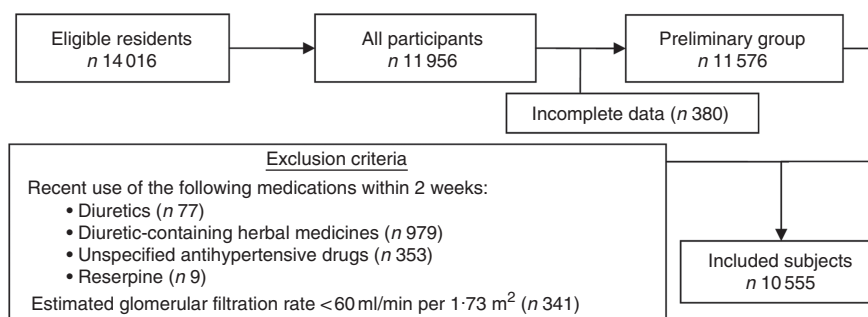 Eligible residents
n 14 016
All participants
n 11 956
Preliminary group
n 11 576
Incomplete data (n 380)
Exclusion criteria
Recent use of the following medications within 2 weeks:
• Diuretics (n 77)
• Diuretic-containing herbal medicines (n 979)
• Unspecified antihypertensive drugs (n 353)
• Reserpine (n 9)
Estimated glomerular filtration rate <60 ml/min per 1·73 m² (n 341)
Included subjects
n 10 555